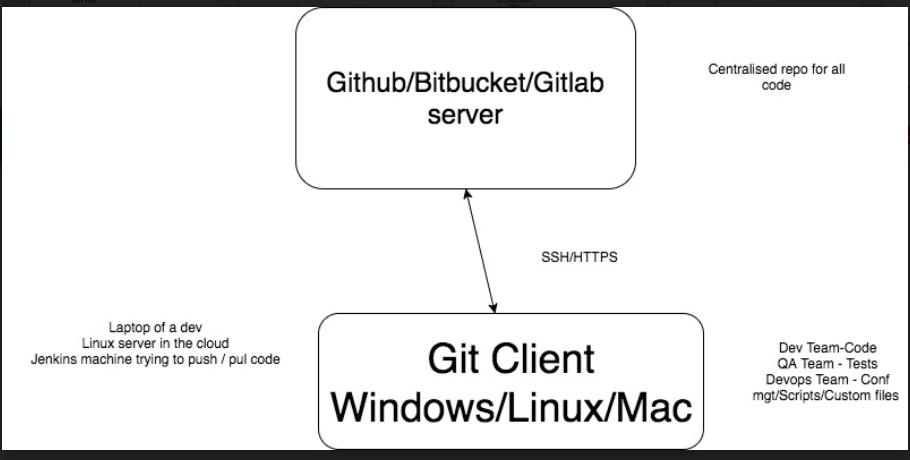 Github/Bitbucket/Gitlab
server
Centralised repo for all
code
SSH/HTTPS
Laptop of a dev
Linux server in the cloud
Jenkins machine trying to push / pul code
Git Client
Windows/Linux/Mac
Dev Team-Code
QA Team - Tests
Devops Team - Conf
mgt/Scripts/Custom files